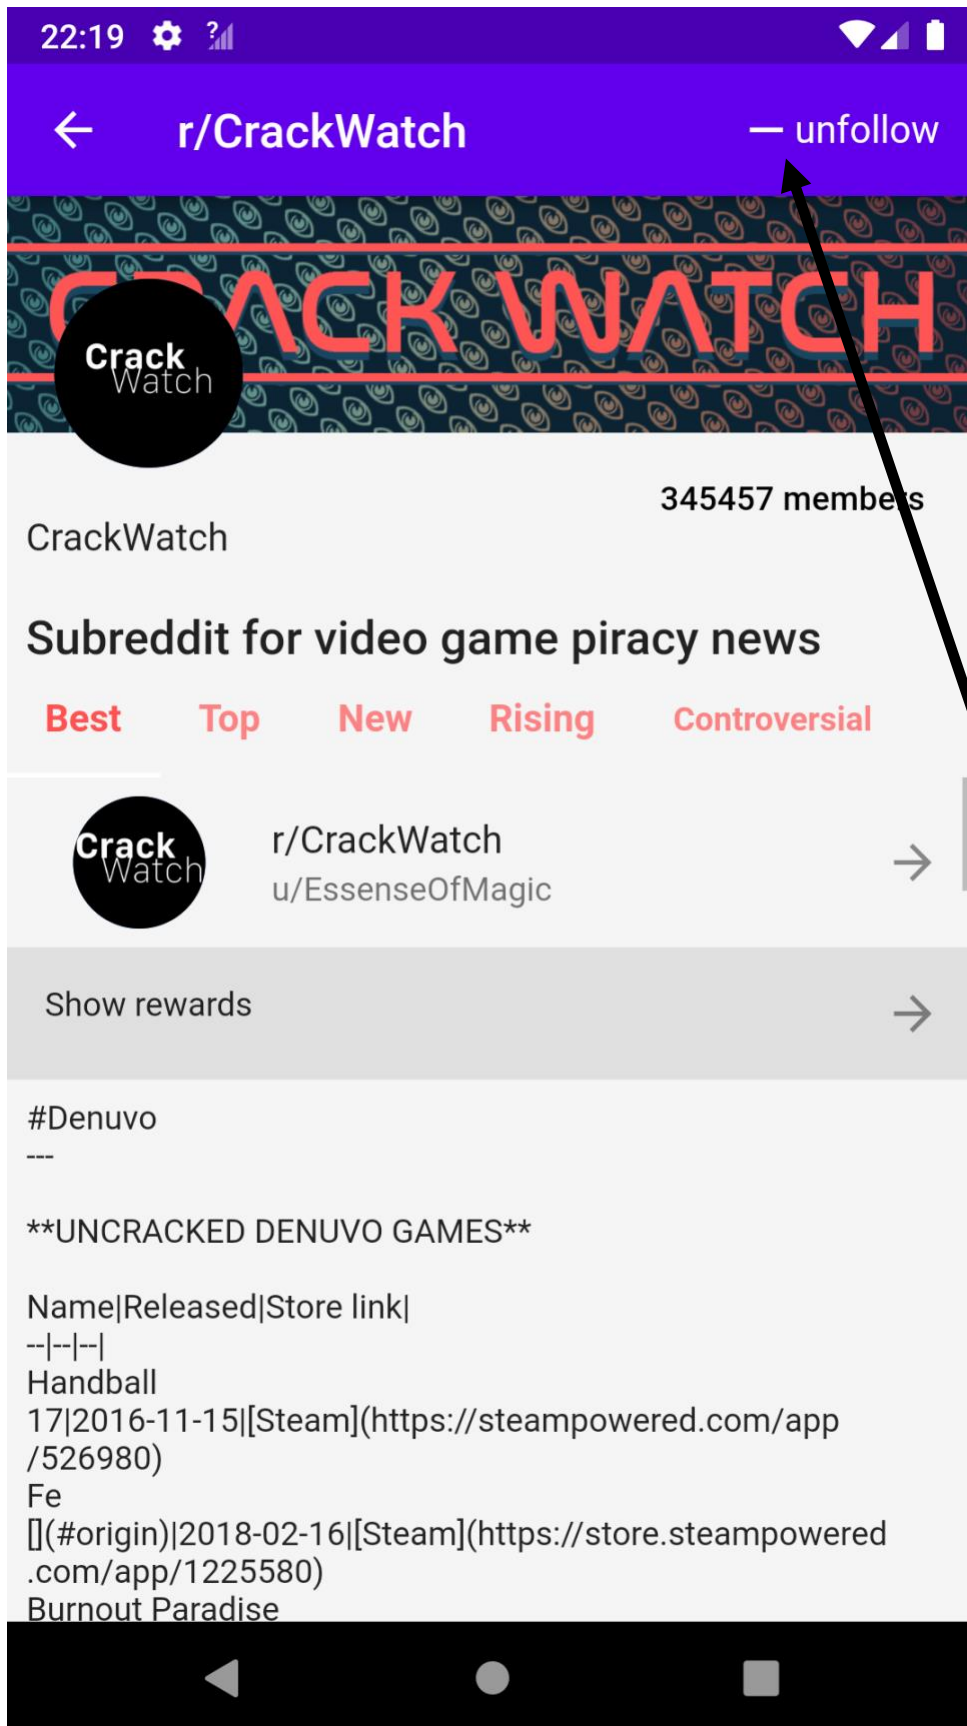 22:19
r/CrackWatch
unfollow
CRACK WATCH
Crack
Watch
345457 members
CrackWatch
Subreddit for video game piracy news
Best Top New Rising Controversial
Crack
Watch
r/CrackWatch
u/EssenseOfMagic
Show rewards
#Denuvo
---
**UNCRACKED DENUVO GAMES**
Name|Released|Store link|
--|--|--|
Handball
17|2016-11-15|[Steam](https://steampowered.com/app
/526980)
Fe
[](#origin)|2018-02-16|[Steam](https://store.steampowered
.com/app/1225580)
Burnout Paradise